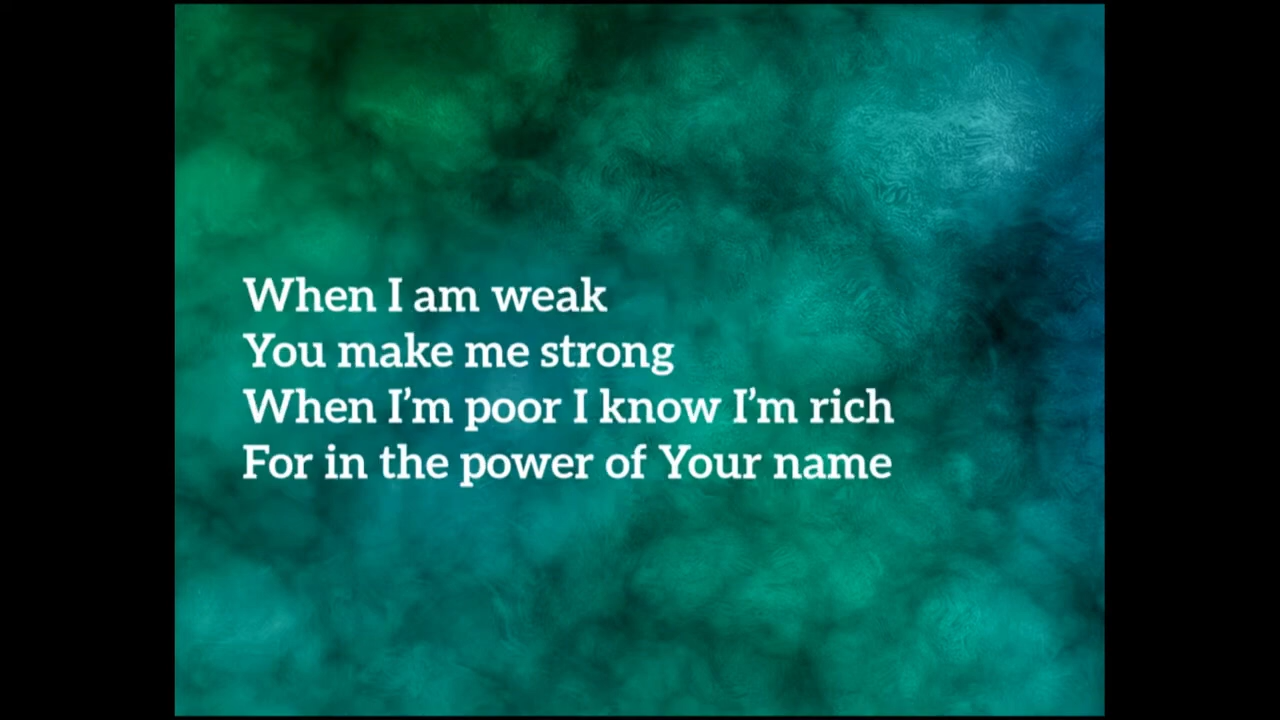 When I am weak
You make me strong
When I’m poor I know I’m rich
For in the power of Your name